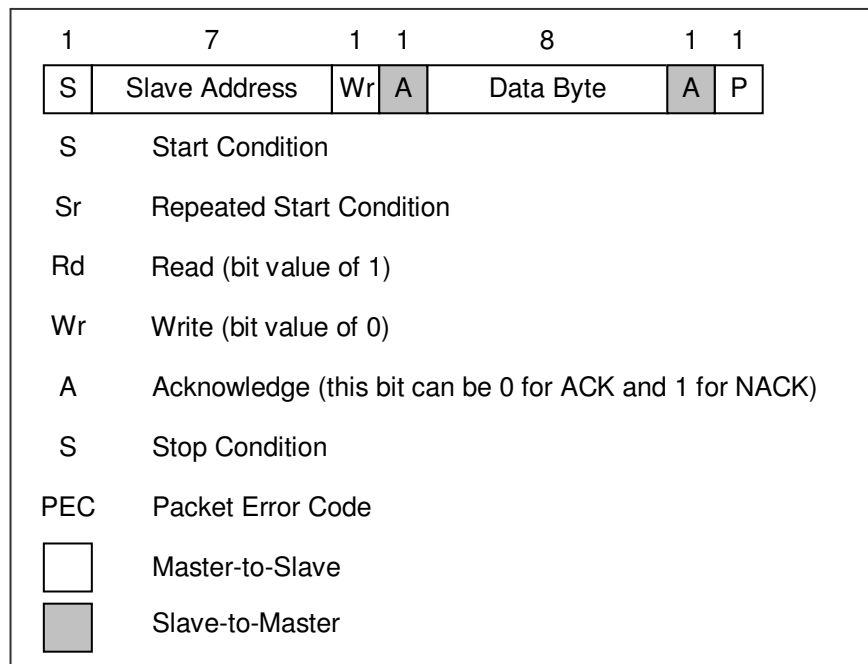 1 7 1 1 8 1 1
S Slave Address Wr A Data Byte A P
S Start Condition
Sr Repeated Start Condition
Rd Read (bit value of 1)
Wr Write (bit value of 0)
A Acknowledge (this bit can be 0 for ACK and 1 for NACK)
S Stop Condition
PEC Packet Error Code
Master-to-Slave
Slave-to-Master